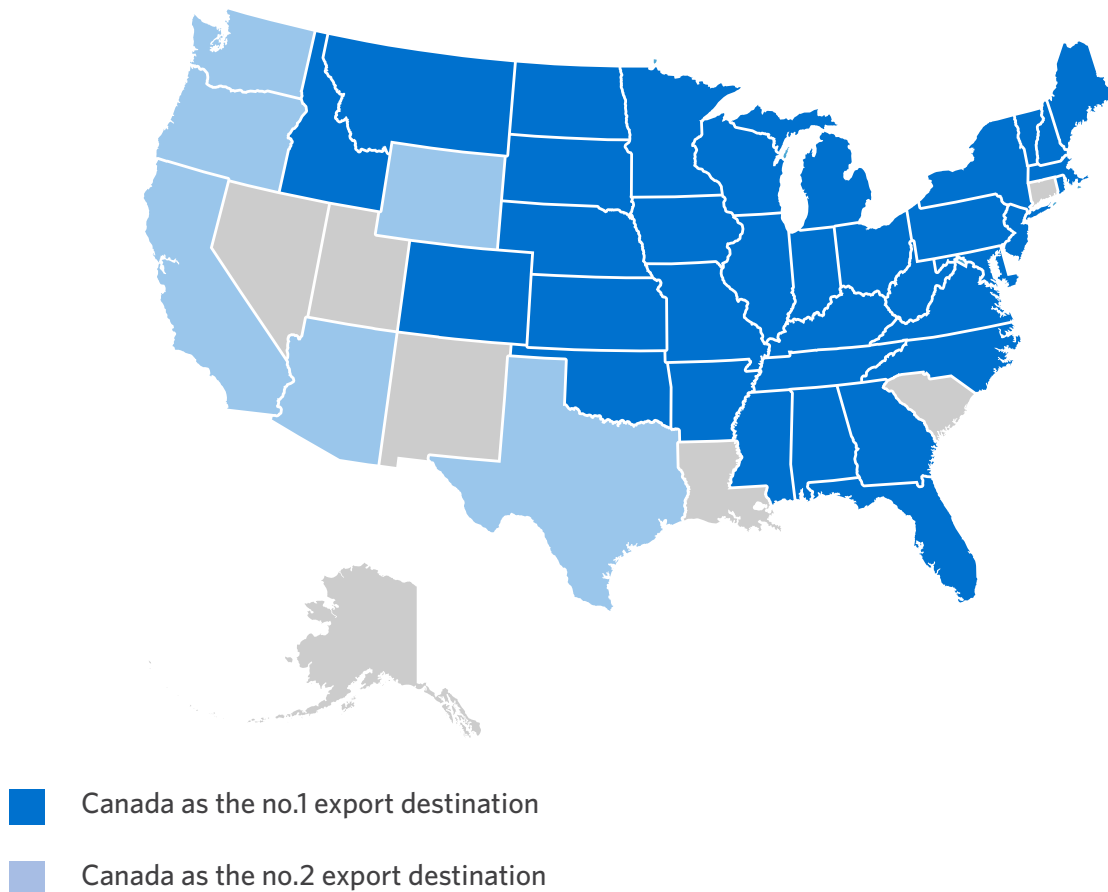 Canada as the no.1 export destination
Canada as the no.2 export destination